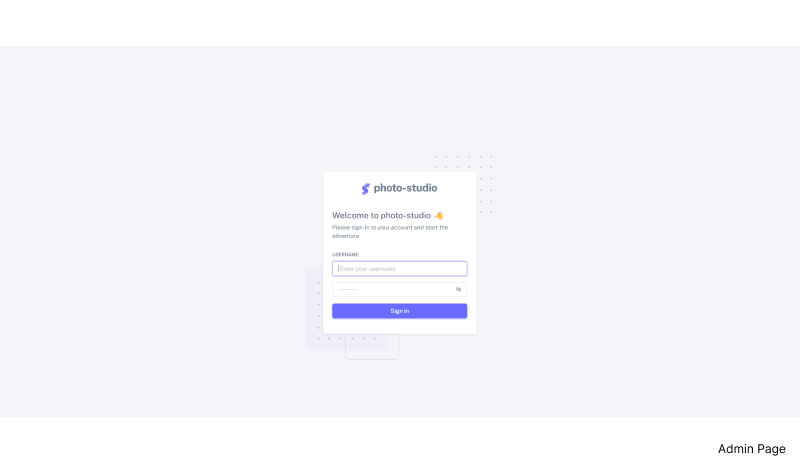 photo-studio
Welcome to photo-studio 👋
Please sign-in to your account and start the
adventure
USERNAME
Enter your username
Sign in
Admin Page